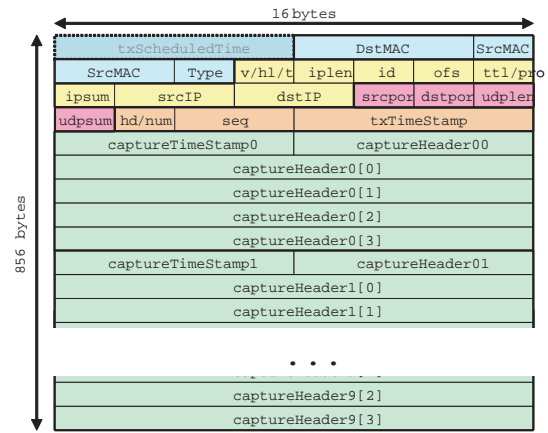 16bytes
txScheduledTime DstMAC SrcMAC
SrcMAC Type v/hl/t iplen id ofs ttl/pro
ipsum srcIP dstIP srcpor dstpor udplen
udpsum hd/num seq txTimeStamp
captureTimeStamp0 captureHeader00
captureHeader0[0]
captureHeader0[1]
captureHeader0[2]
captureHeader0[3]
captureTimeStamp1 captureHeader01
captureHeader1[0]
captureHeader1[1]
...
captureHeader9[2]
captureHeader9[3]
856 bytes